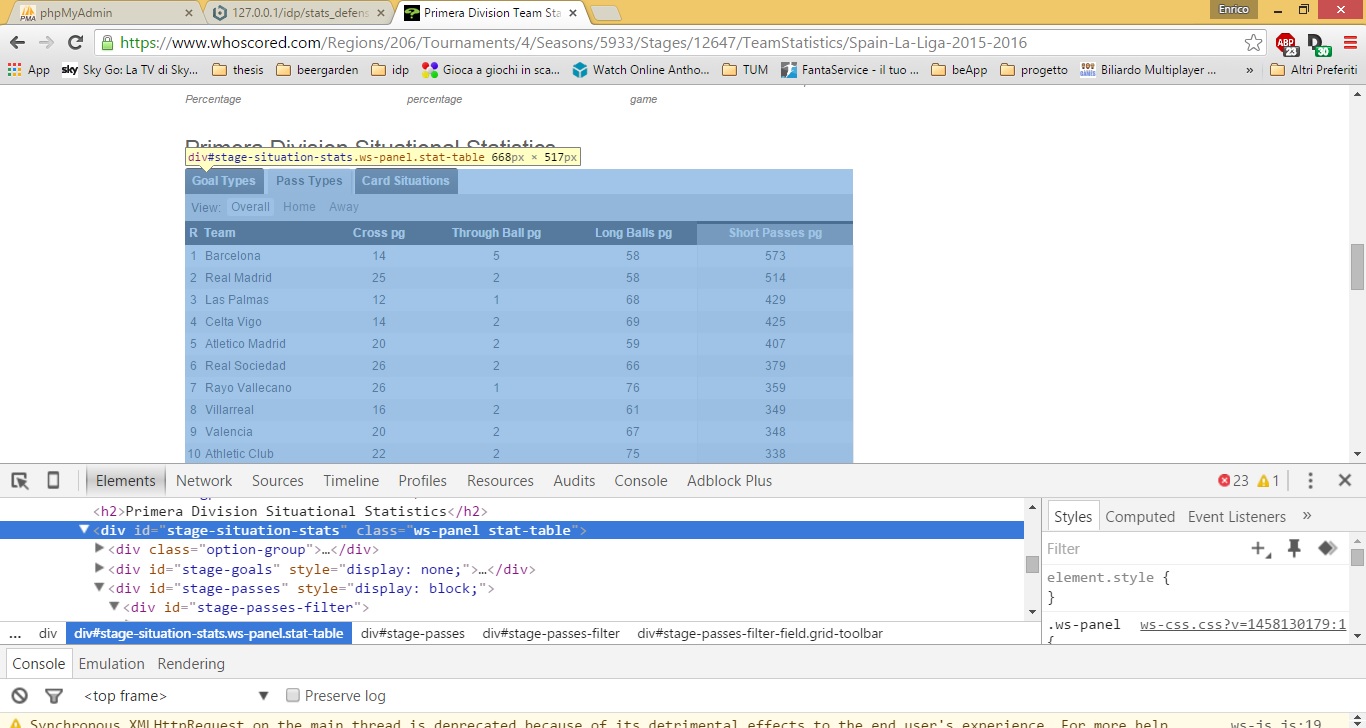 phpMyAdmin × 127.0.0.1/idp/stats_defens × Primera Division Team Sta × Enrico
https://www.whoscored.com/Regions/206/Tournaments/4/Seasons/5933/Stages/12647/TeamStatistics/Spain-La-Liga-2015-2016 ABP 23 D 30
App sky Sky Go: La TV di Sky... thesis beergarden idp Gioca a giochi in sca... Watch Online Antho... TUM FantaService - il tuo ... beApp progetto Biliardo Multiplayer ... » Altri Preferiti
Percentage percentage game
Primera Division Situational Statistics
div#stage-situation-stats.ws-panel.stat-table 668px × 517px
Goal Types Pass Types Card Situations
View: Overall Home Away
R Team Cross pg Through Ball pg Long Balls pg Short Passes pg
1 Barcelona 14 5 58 573
2 Real Madrid 25 2 58 514
3 Las Palmas 12 1 68 429
4 Celta Vigo 14 2 69 425
5 Atletico Madrid 20 2 59 407
6 Real Sociedad 26 2 66 379
7 Rayo Vallecano 26 1 76 359
8 Villarreal 16 2 61 349
9 Valencia 20 2 67 348
10 Athletic Club 22 2 75 338
Elements Network Sources Timeline Profiles Resources Audits Console Adblock Plus 23 1
<h2>Primera Division Situational Statistics</h2>
▼<div id="stage-situation-stats" class="ws-panel stat-table">
▶<div class="option-group">…</div>
▶<div id="stage-goals" style="display: none;">…</div>
▼<div id="stage-passes" style="display: block;">
▼<div id="stage-passes-filter">
... div div#stage-situation-stats.ws-panel.stat-table div#stage-passes div#stage-passes-filter div#stage-passes-filter-field.grid-toolbar
Styles Computed Event Listeners »
Filter
element.style {
}
.ws-panel ws-css.css?v=1458130179:1
{
Console Emulation Rendering
<top frame> ▼ Preserve log
Synchronous XMLHttpRequest on the main thread is deprecated because of its detrimental effects to the end user's experience. For more help, ws-js.js:19